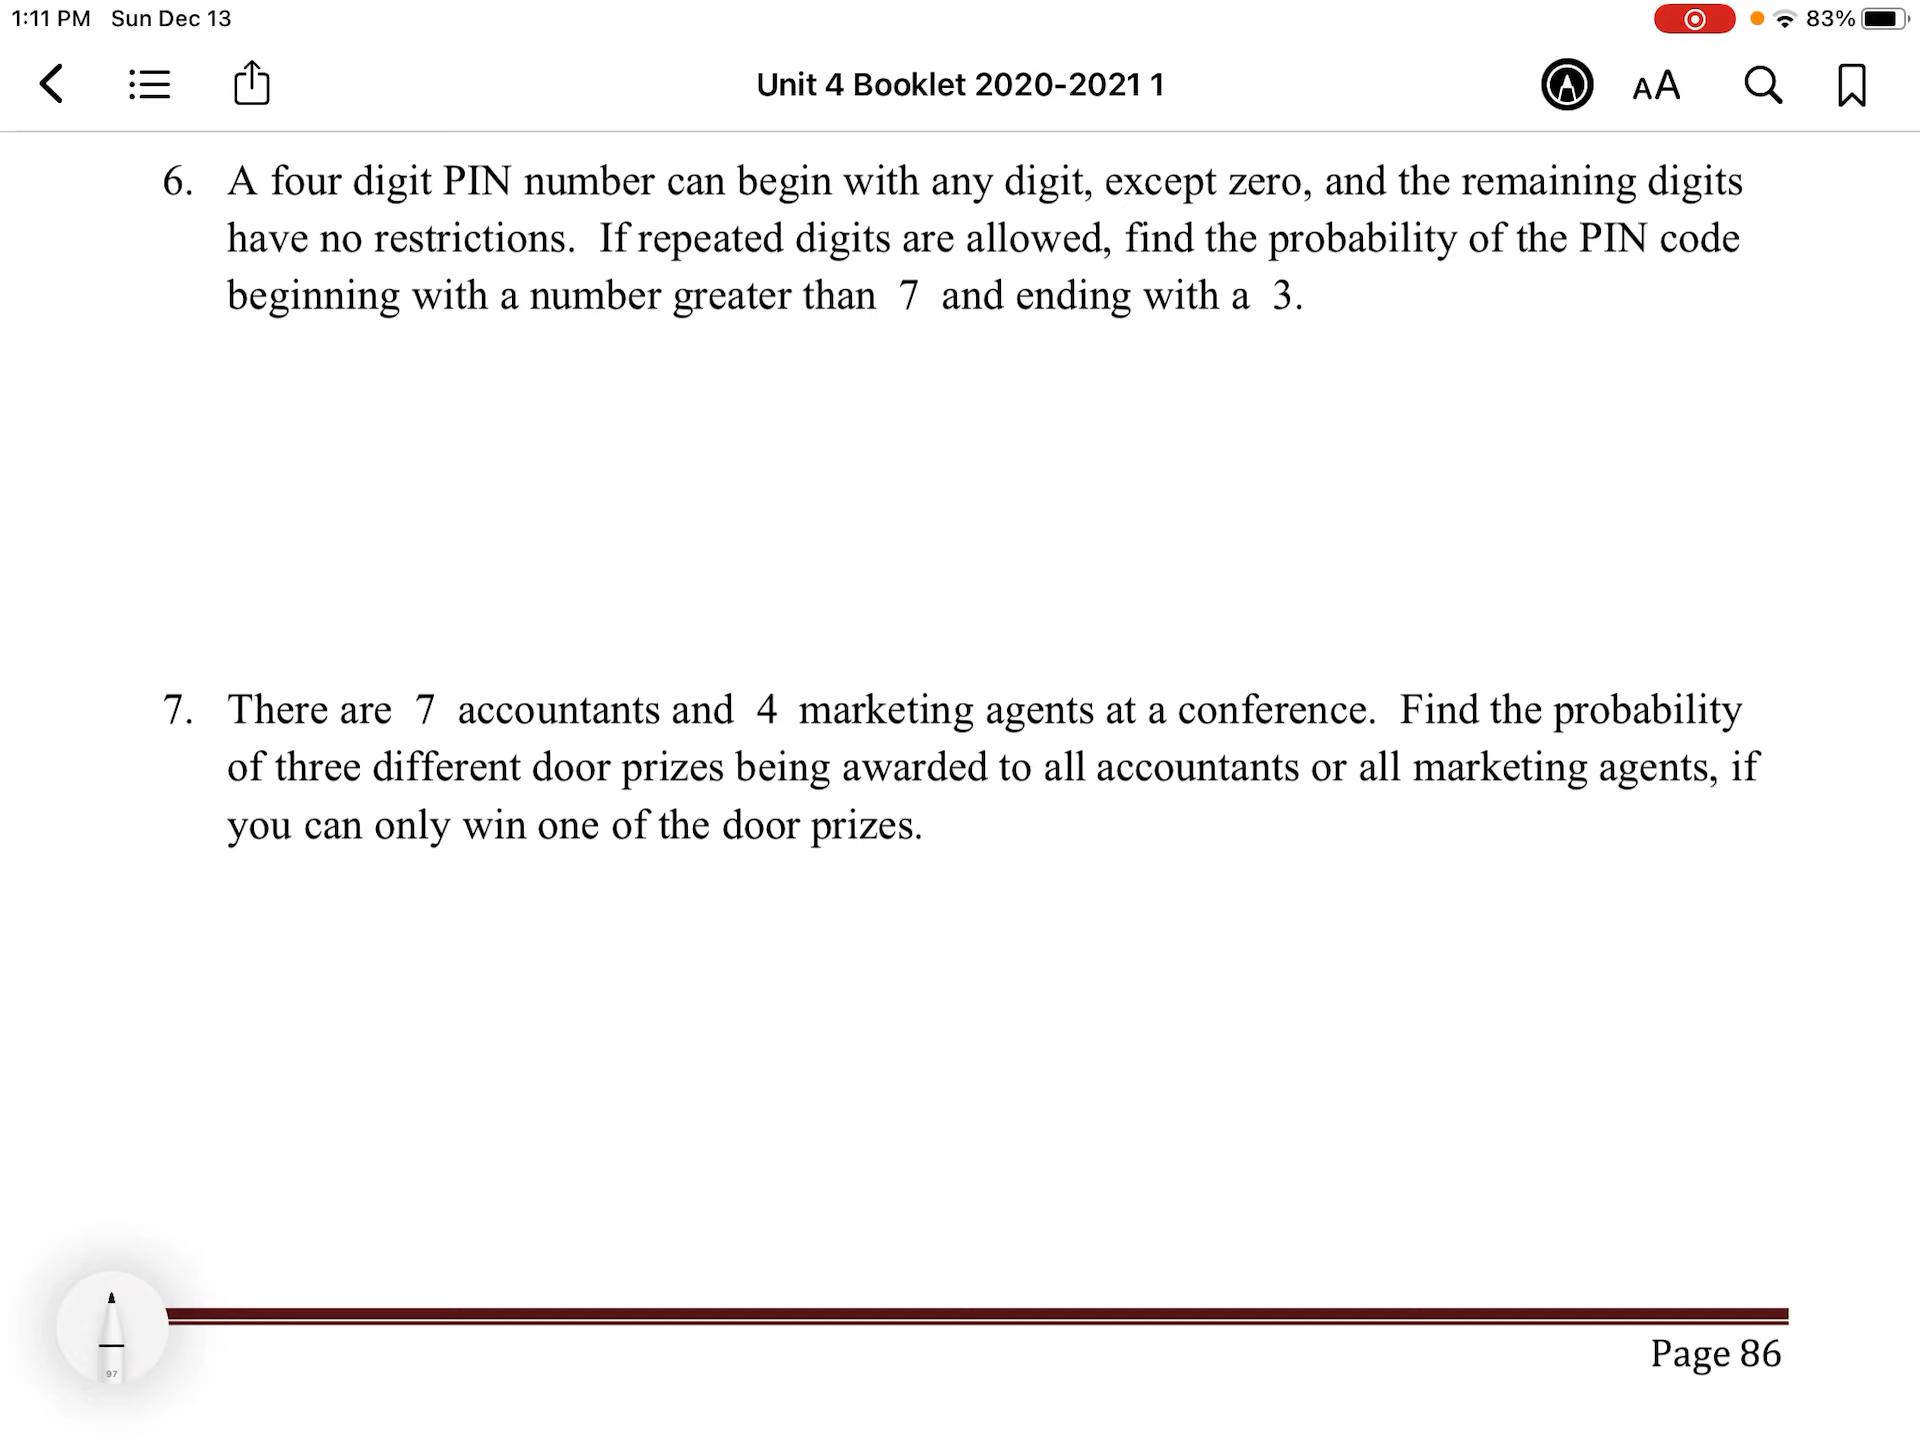 1:11 PM Sun Dec 13
83%
Unit 4 Booklet 2020-2021 1
AA
6. A four digit PIN number can begin with any digit, except zero, and the remaining digits
have no restrictions. If repeated digits are allowed, find the probability of the PIN code
beginning with a number greater than 7 and ending with a 3.
7. There are 7 accountants and 4 marketing agents at a conference. Find the probability
of three different door prizes being awarded to all accountants or all marketing agents, if
you can only win one of the door prizes.
97
Page 86